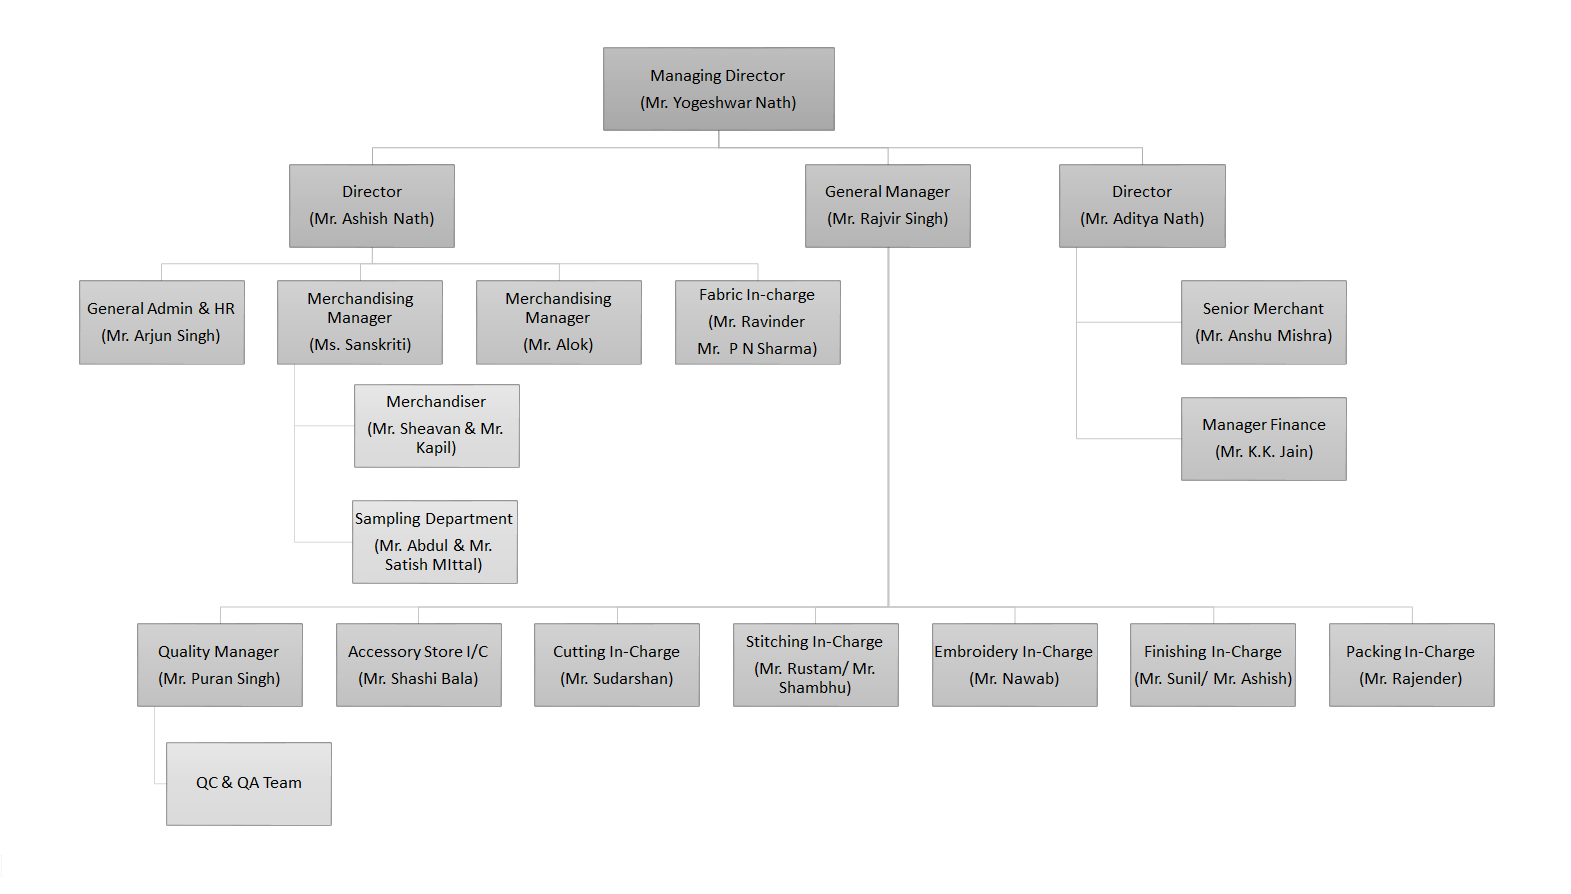 Managing Director
(Mr. Yogeshwar Nath)
Director
(Mr. Ashish Nath)
General Manager
(Mr. Rajvir Singh)
Director
(Mr. Aditya Nath)
General Admin & HR
(Mr. Arjun Singh)
Merchandising
Manager
(Ms. Sanskriti)
Merchandising
Manager
(Mr. Alok)
Fabric In-charge
(Mr. Ravinder
Mr.  P N Sharma)
Senior Merchant
(Mr. Anshu Mishra)
Merchandiser
(Mr. Sheavan & Mr.
Kapil)
Manager Finance
(Mr. K.K. Jain)
Sampling Department
(Mr. Abdul & Mr.
Satish MIttal)
Quality Manager
(Mr. Puran Singh)
Accessory Store I/C
(Mr. Shashi Bala)
Cutting In-Charge
(Mr. Sudarshan)
Stitching In-Charge
(Mr. Rustam/ Mr.
Shambhu)
Embroidery In-Charge
(Mr. Nawab)
Finishing In-Charge
(Mr. Sunil/ Mr. Ashish)
Packing In-Charge
(Mr. Rajender)
QC & QA Team